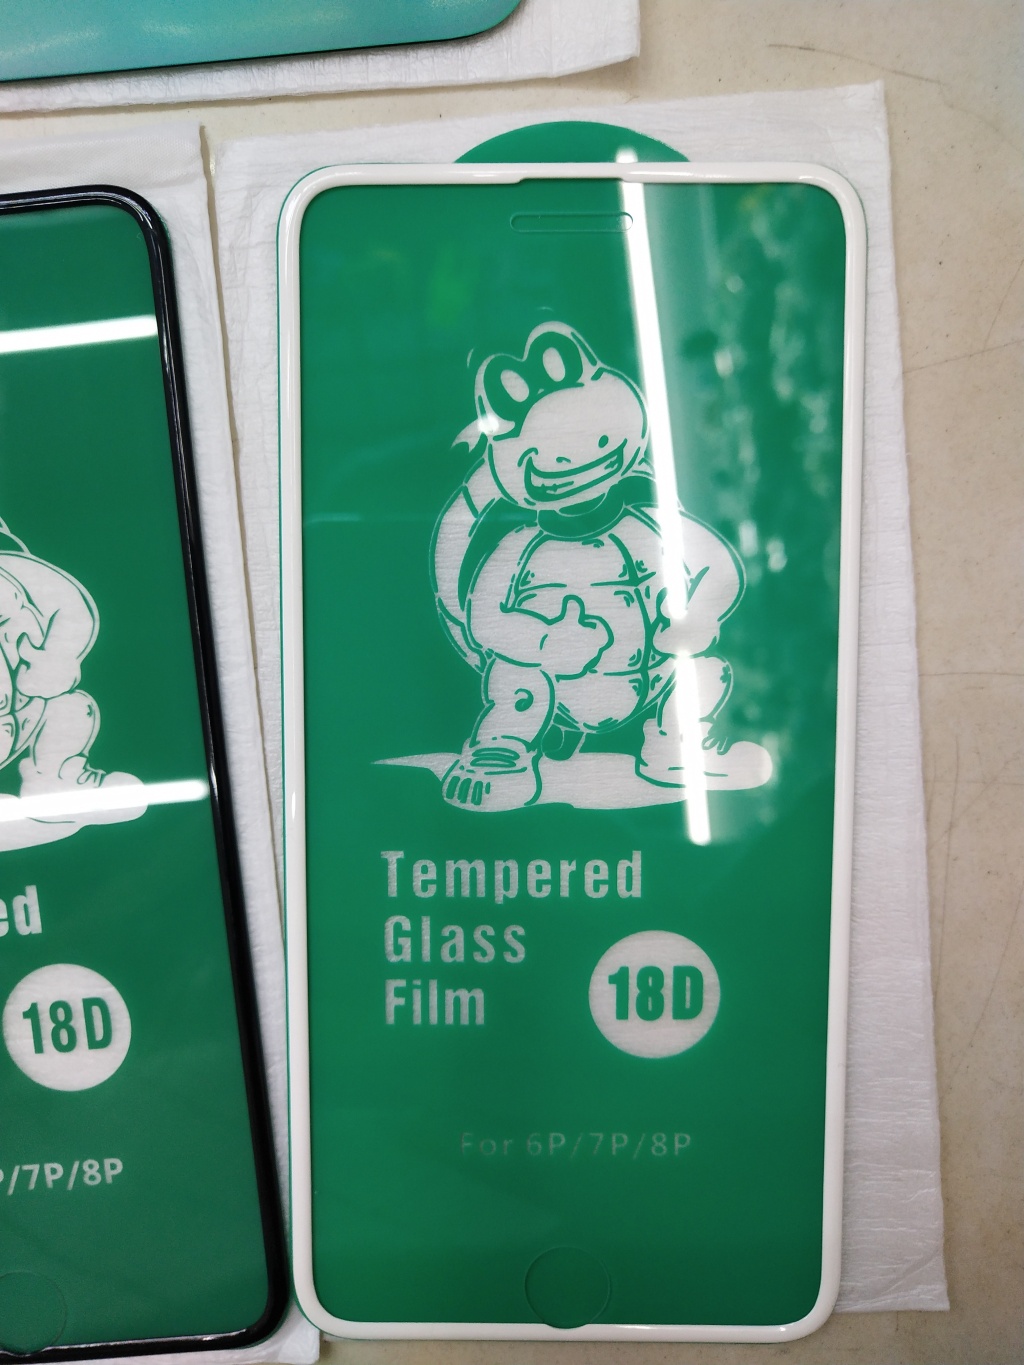 Tempered
Glass
Film
18D
For 6P/7P/8P
ed
18D
P/7P/8P